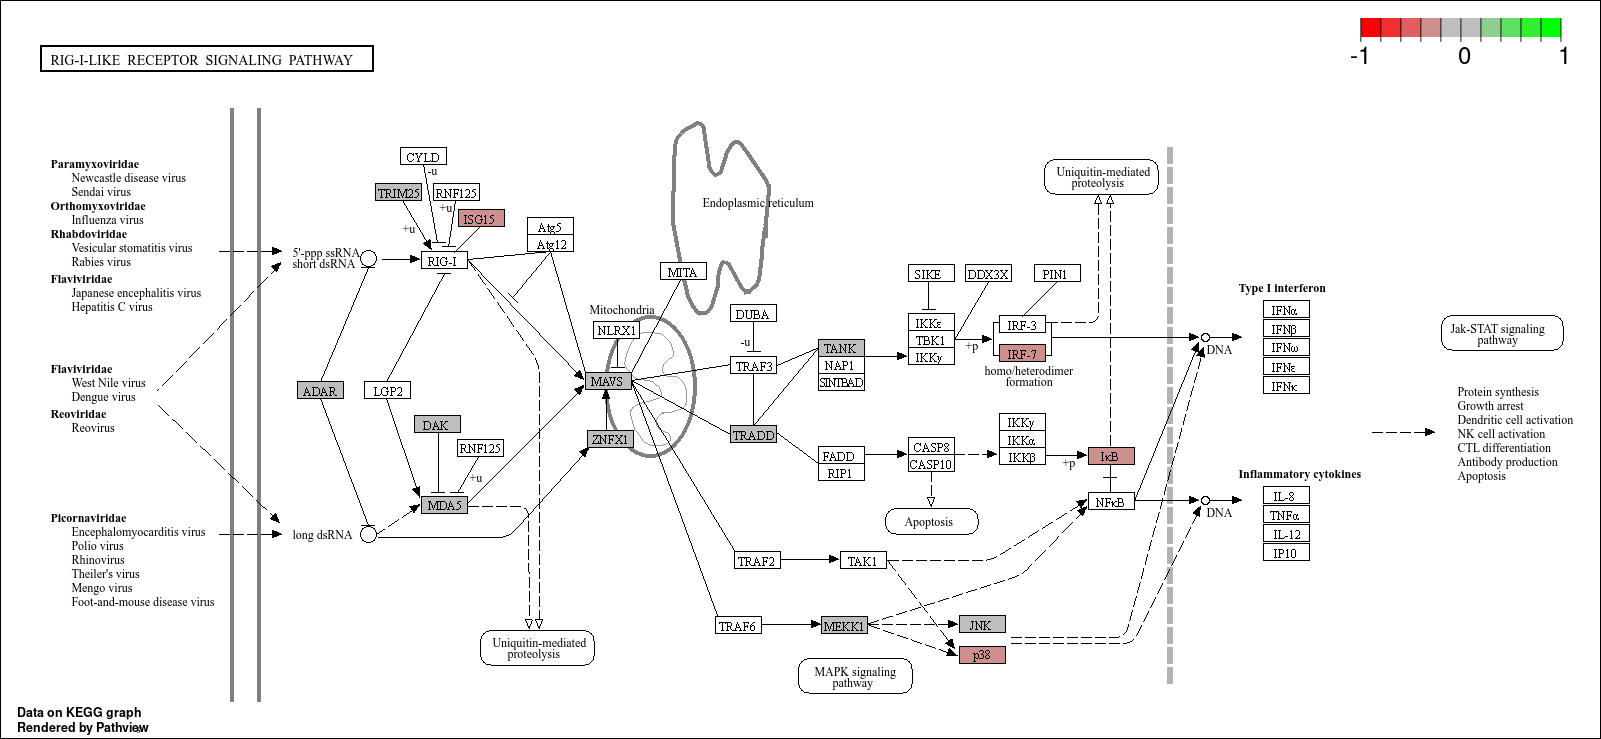 -1 0 1
RIG-I-LIKE RECEPTOR SIGNALING PATHWAY
Paramyxoviridae
Newcastle disease virus
Sendai virus
Orthomyxoviridae
Influenza virus
Rhabdoviridae
Vesicular stomatitis virus
Rabies virus
Flaviviridae
Japanese encephalitis virus
Hepatitis C virus
Flaviviridae
West Nile virus
Dengue virus
Reoviridae
Reovirus
Picornaviridae
Encephalomyocarditis virus
Polio virus
Rhinovirus
Theiler's virus
Mengo virus
Foot-and-mouse disease virus
5'-ppp ssRNA
short dsRNA
ADAR
long dsRNA
CYLD
-u
TRIM25
RNF125
+u
ISG15
+u
RIG-I
Atg5
Atg12
LGP2
DAK
RNF125
+u
MDA5
Uniquitin-mediated
proteolysis
Mitochondria
NLRX1
MAVS
ZNFX1
MITA
Endoplasmic reticulum
DUBA
-u
TRAF3
TRADD
TANK
NAP1
SINTBAD
FADD
RIP1
TRAF2
TAK1
TRAF6
MEKK1
JNK
p38
MAPK signaling
pathway
SIKE
DDX3X
PIN1
IKKε
TBK1
IKKγ
+p
IRF-3
IRF-7
homo/heterodimer
formation
Uniquitin-mediated
proteolysis
CASP8
CASP10
Apoptosis
IKKγ
IKKα
IKKβ
+p
IκB
NFκB
DNA
DNA
Type I interferon
IFNα
IFNβ
IFNω
IFNε
IFNκ
Inflammatory cytokines
IL-8
TNFα
IL-12
IP10
Jak-STAT signaling
pathway
Protein synthesis
Growth arrest
Dendritic cell activation
NK cell activation
CTL differentiation
Antibody production
Apoptosis
Data on KEGG graph
Rendered by Pathview